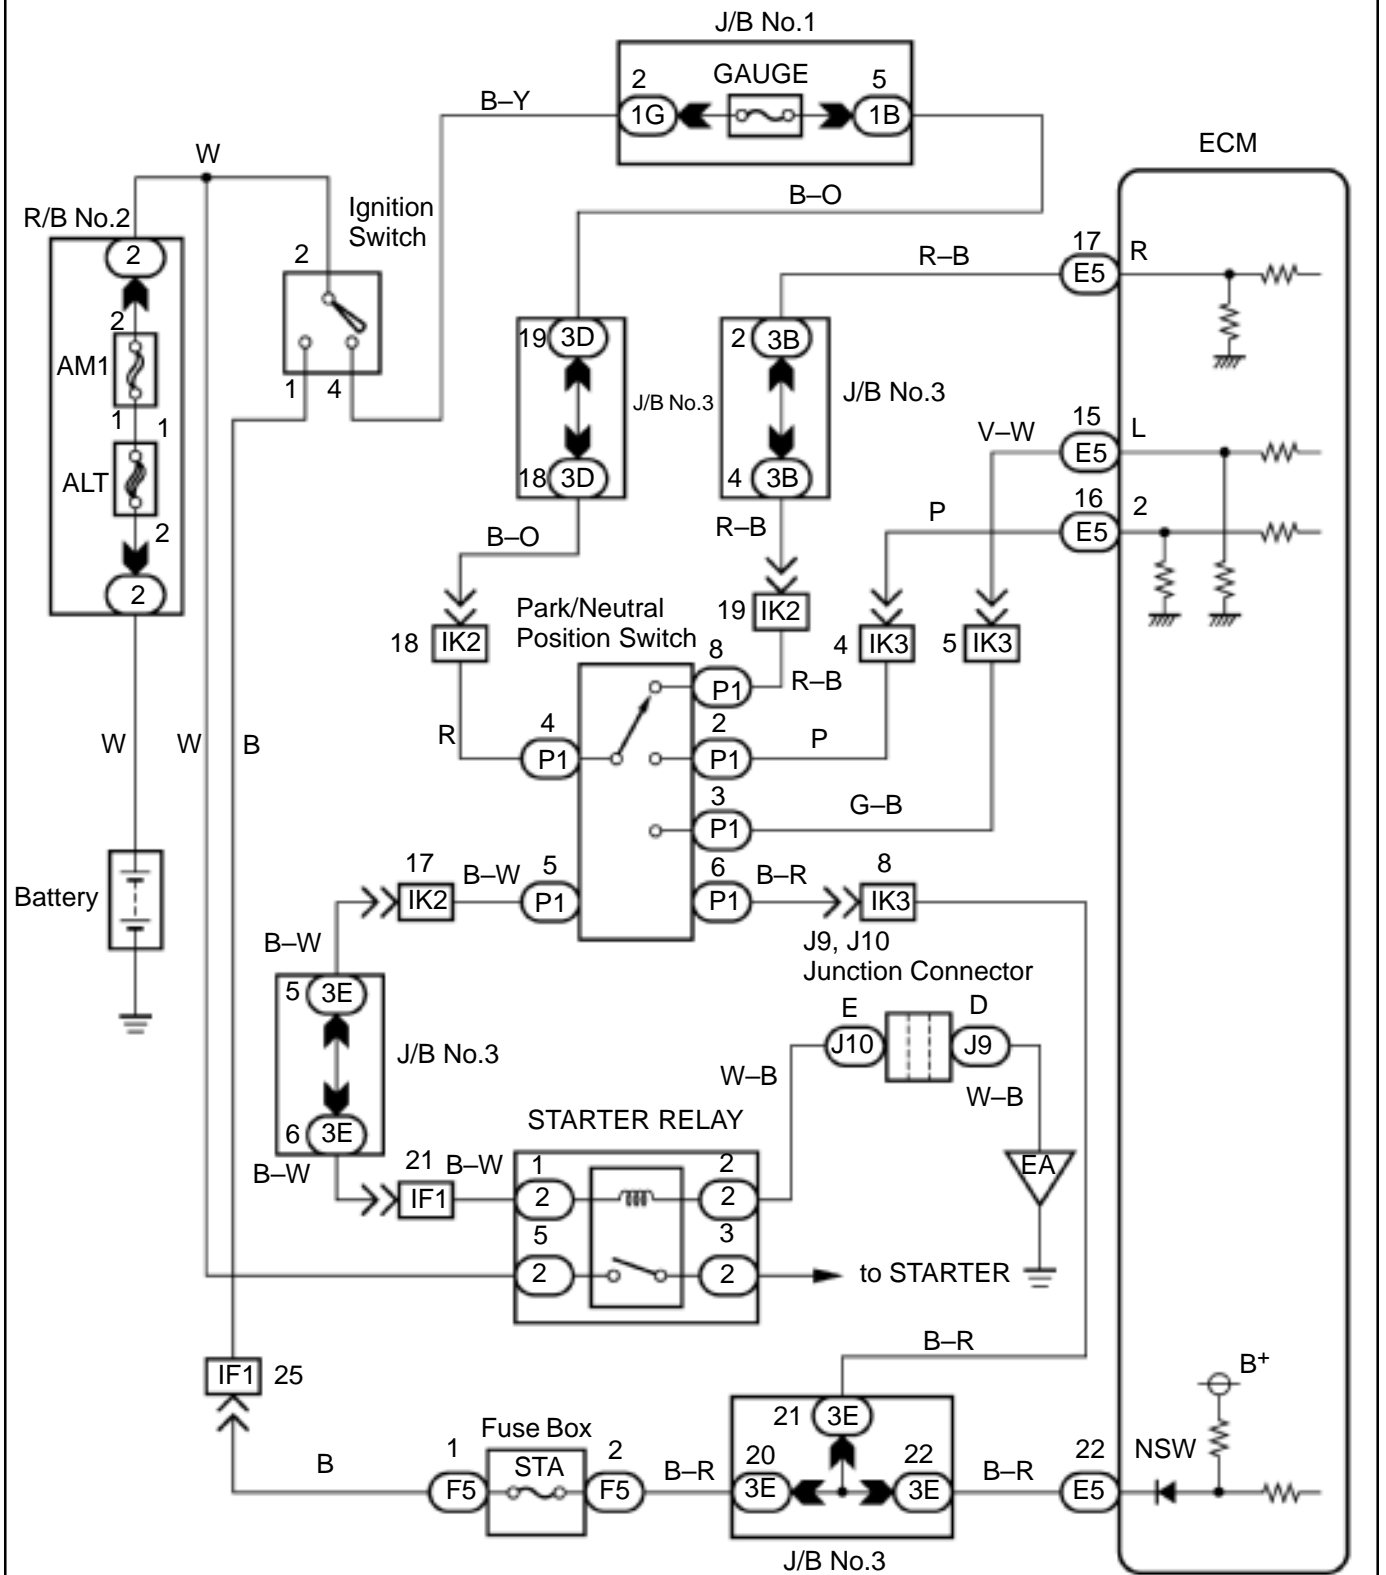 J/B No.1
GAUGE
2
5
1G
1B
B–Y
B–O
ECM
W
R/B No.2
Ignition
Switch
2
2
2
AM1
1
1
ALT
2
2
1
4
17
R
R–B
E5
19
3D
2
3B
J/B No.3
J/B No.3
18
3D
4
3B
15
L
V–W
E5
16
2
P
E5
B–O
R–B
Park/Neutral
Position Switch
18
IK2
19
IK2
4
IK3
5
IK3
8
P1
R–B
W
W
B
R
4
P1
2
P1
P
3
P1
G–B
Battery
17
IK2
B–W
5
P1
6
P1
B–R
8
IK3
B–W
J9, J10
Junction Connector
5
3E
J/B No.3
6
3E
E
J10
D
J9
W–B
W–B
EA
STARTER RELAY
B–W
21
IF1
B–W
1
2
2
2
5
2
3
2
to STARTER
B–R
IF1
25
B+
Fuse Box
STA
B
1
F5
2
F5
B–R
21
3E
20
3E
22
3E
B–R
22
E5
NSW
J/B No.3